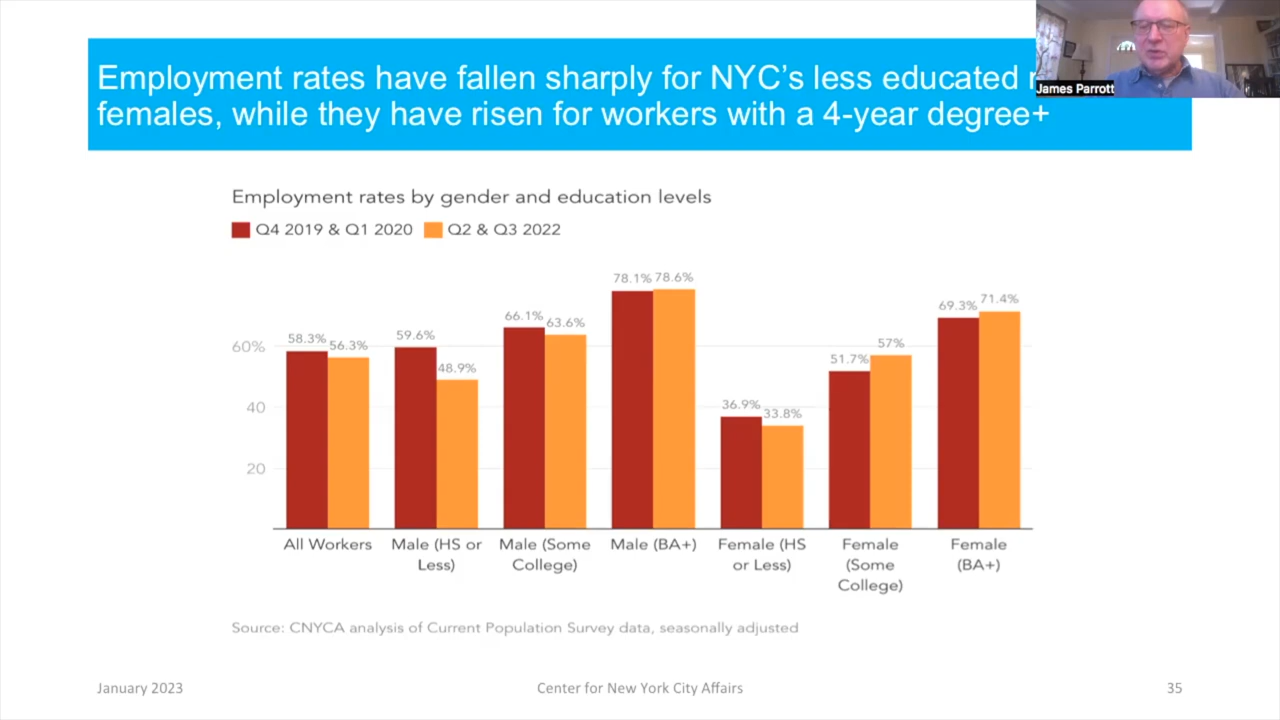 Employment rates have fallen sharply for NYC's less educated
females, while they have risen for workers with a 4-year degree+
James Parrott
Employment rates by gender and education levels
Q4 2019 & Q1 2020 Q2 & Q3 2022
78.1% 78.6%
69.3% 71.4%
66.1% 63.6%
58.3% 56.3%
59.6%
48.9%
51.7% 57%
36.9% 33.8%
60%
40
20
All Workers
Male (HS or
Less)
Male (Some
College)
Male (BA+)
Female (HS
or Less)
Female
(Some
College)
Female
(BA+)
Source: CNYCA analysis of Current Population Survey data, seasonally adjusted
January 2023
Center for New York City Affairs
35